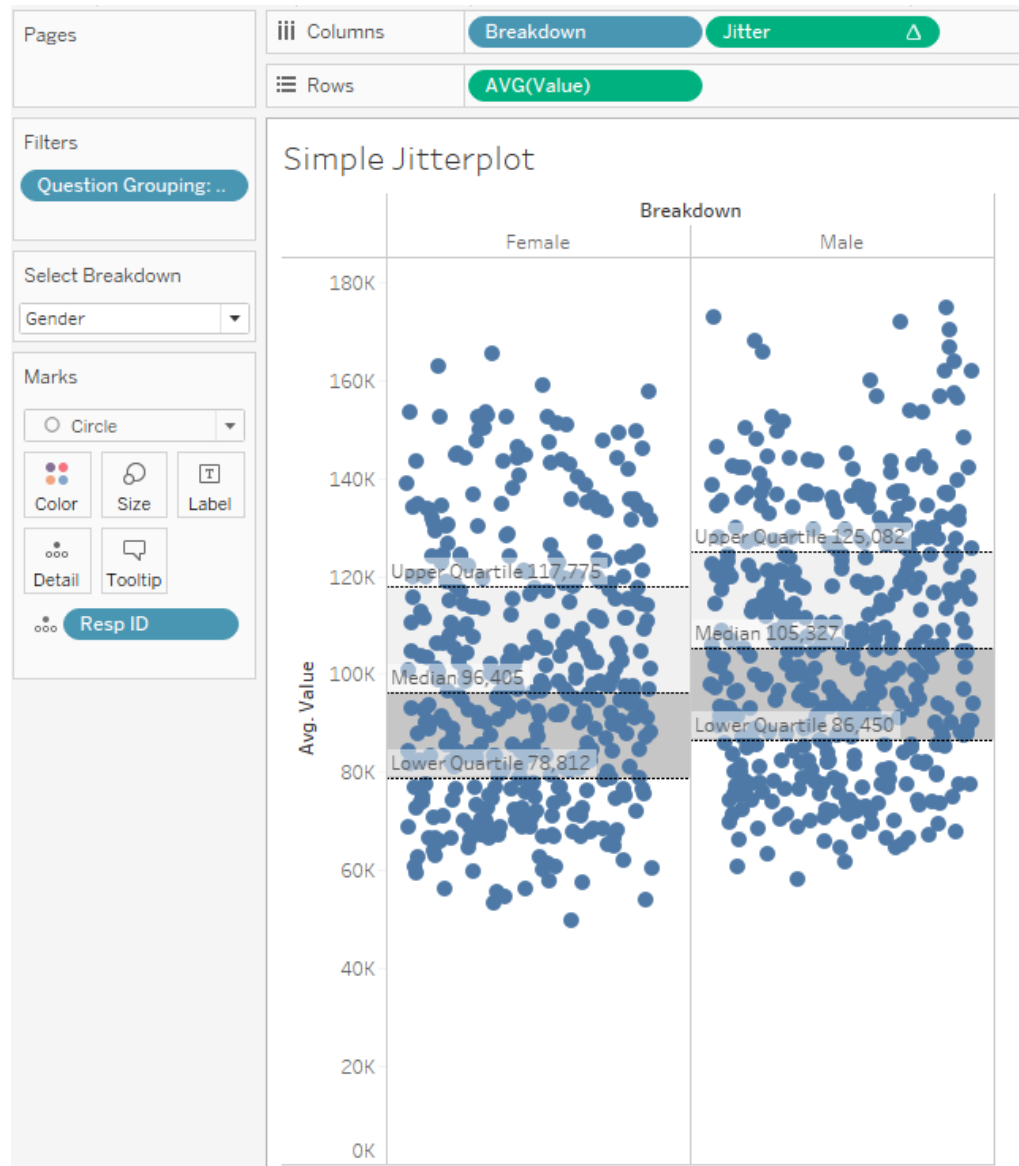 Pages
Columns
Breakdown
Jitter Δ
Rows
AVG(Value)
Filters
Question Grouping: ..
Select Breakdown
Gender
Marks
Circle
Color
Size
T
Label
Detail
Tooltip
Resp ID
Simple Jitterplot
Breakdown
Female
Male
Avg. Value
180K
160K
140K
120K
100K
80K
60K
40K
20K
0K
Upper Quartile 117,775
Median 96,405
Lower Quartile 78,812
Upper Quartile 125,082
Median 105,327
Lower Quartile 86,450